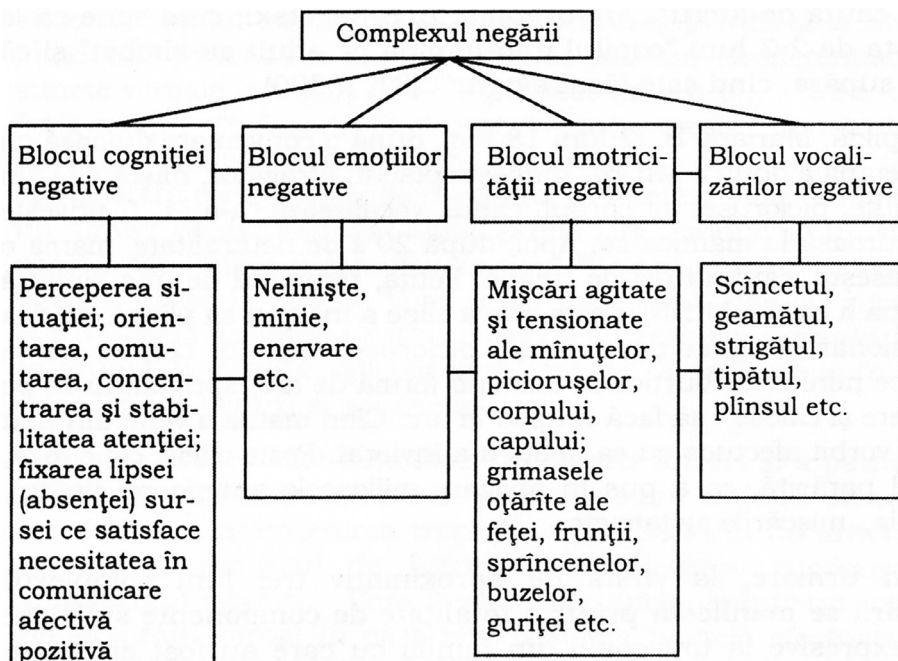 Complexul negării
Blocul cogniţiei
negative
Blocul emoţiilor
negative
Blocul motrici-
tăţii negative
Blocul vocali-
zărilor negative
Perceperea si-
tuaţiei; orien-
tarea, comu-
tarea, concen-
trarea şi stabi-
litatea atenţiei;
fixarea lipsei
(absenţei) sur-
sei ce satisface
necesitatea în
comunicare
afectivă
pozitivă
Nelinişte,
mînie,
enervare
etc.
Mişcări agitate
şi tensionate
ale mînuţelor,
picioruşelor,
corpului,
capului;
grimasele
oţărîte ale
feţei, frunţii,
sprîncenelor,
buzelor,
guriţei etc.
Scîncetul,
geamătul,
strigătul,
ţipătul,
plînsul etc.